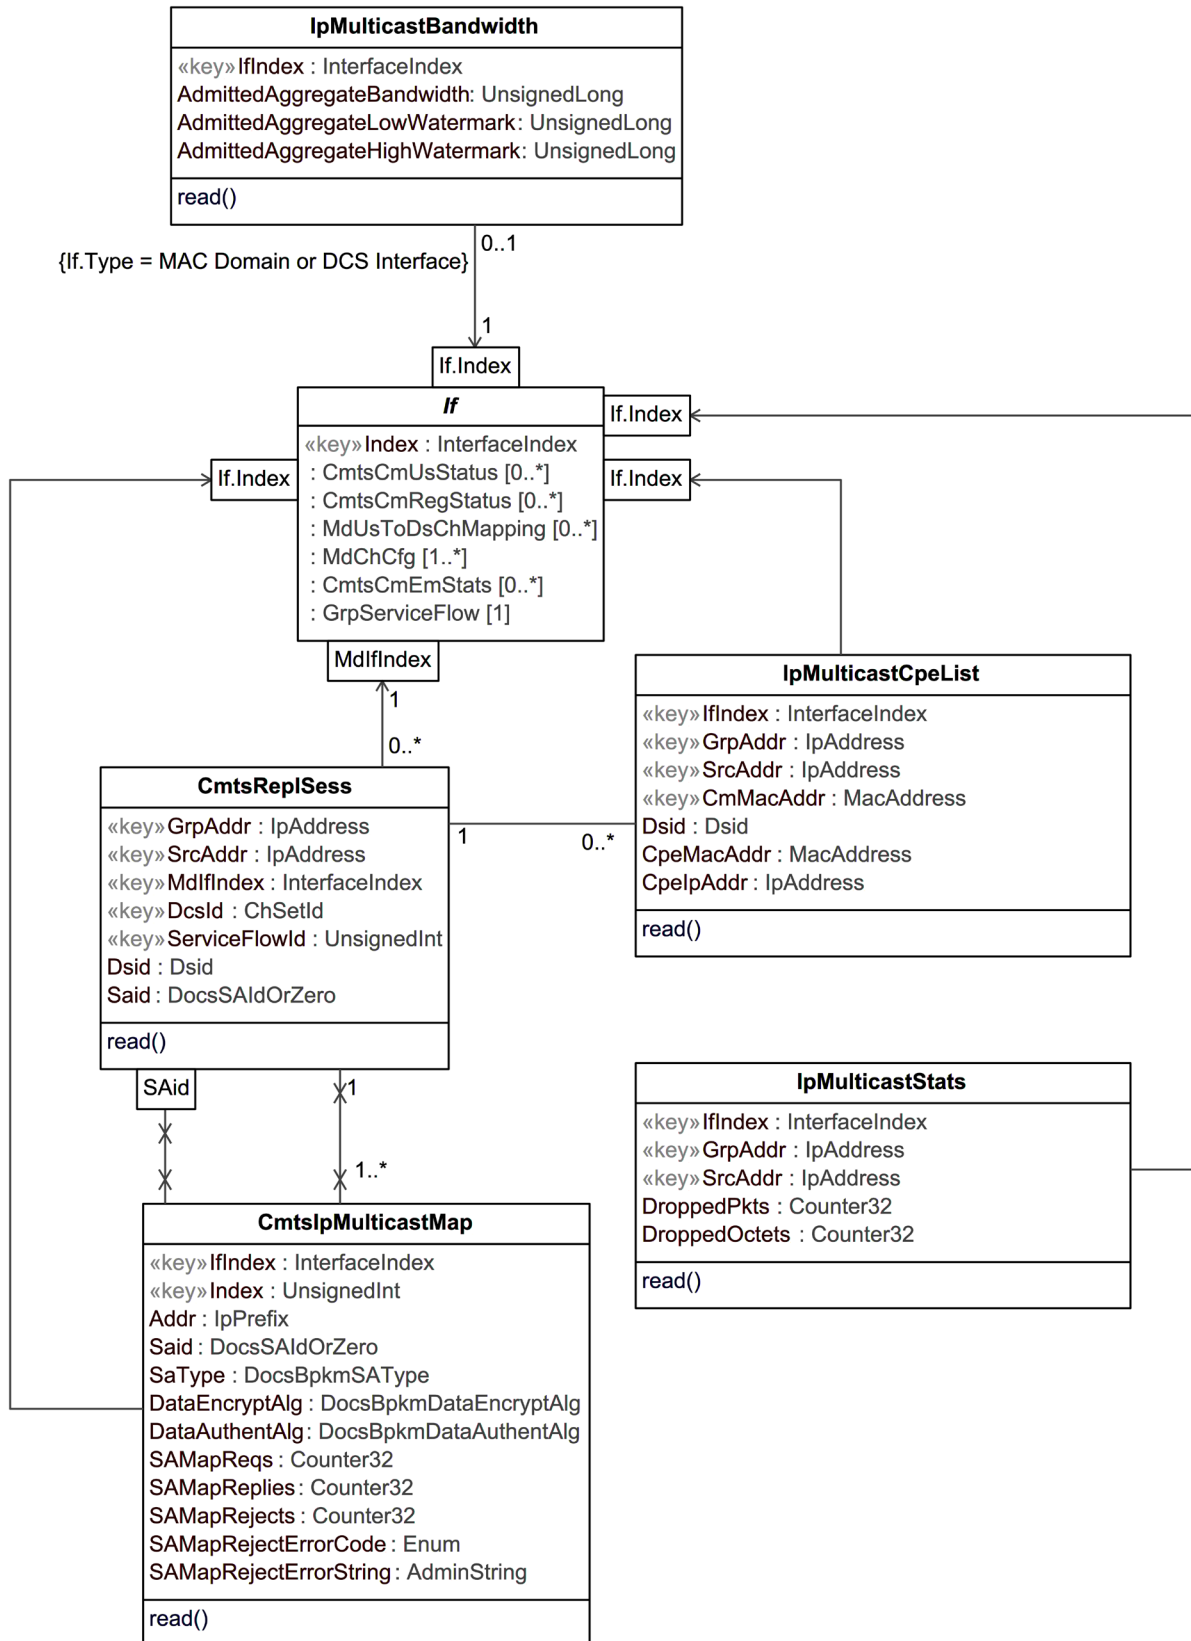 IpMulticastBandwidth
«key»IfIndex : InterfaceIndex
AdmittedAggregateBandwidth: UnsignedLong
AdmittedAggregateLowWatermark: UnsignedLong
AdmittedAggregateHighWatermark: UnsignedLong
read()
0..1
{If.Type = MAC Domain or DCS Interface}
1
If.Index
If
If.Index
«key»Index : InterfaceIndex
: CmtsCmUsStatus [0..*]
: CmtsCmRegStatus [0..*]
: MdUsToDsChMapping [0..*]
: MdChCfg [1..*]
: CmtsCmEmStats [0..*]
: GrpServiceFlow [1]
If.Index
If.Index
MdIfIndex
1
0..*
IpMulticastCpeList
«key»IfIndex : InterfaceIndex
«key»GrpAddr : IpAddress
«key»SrcAddr : IpAddress
«key»CmMacAddr : MacAddress
Dsid : Dsid
CpeMacAddr : MacAddress
CpeIpAddr : IpAddress
read()
CmtsReplSess
«key»GrpAddr : IpAddress
«key»SrcAddr : IpAddress
«key»MdIfIndex : InterfaceIndex
«key»DcsId : ChSetId
«key»ServiceFlowId : UnsignedInt
Dsid : Dsid
Said : DocsSAIdOrZero
read()
1
0..*
SAid
1
1..*
IpMulticastStats
«key»IfIndex : InterfaceIndex
«key»GrpAddr : IpAddress
«key»SrcAddr : IpAddress
DroppedPkts : Counter32
DroppedOctets : Counter32
read()
CmtsIpMulticastMap
«key»IfIndex : InterfaceIndex
«key»Index : UnsignedInt
Addr : IpPrefix
Said : DocsSAIdOrZero
SaType : DocsBpkmSAType
DataEncryptAlg : DocsBpkmDataEncryptAlg
DataAuthentAlg: DocsBpkmDataAuthentAlg
SAMapReqs : Counter32
SAMapReplies : Counter32
SAMapRejects : Counter32
SAMapRejectErrorCode : Enum
SAMapRejectErrorString : AdminString
read()